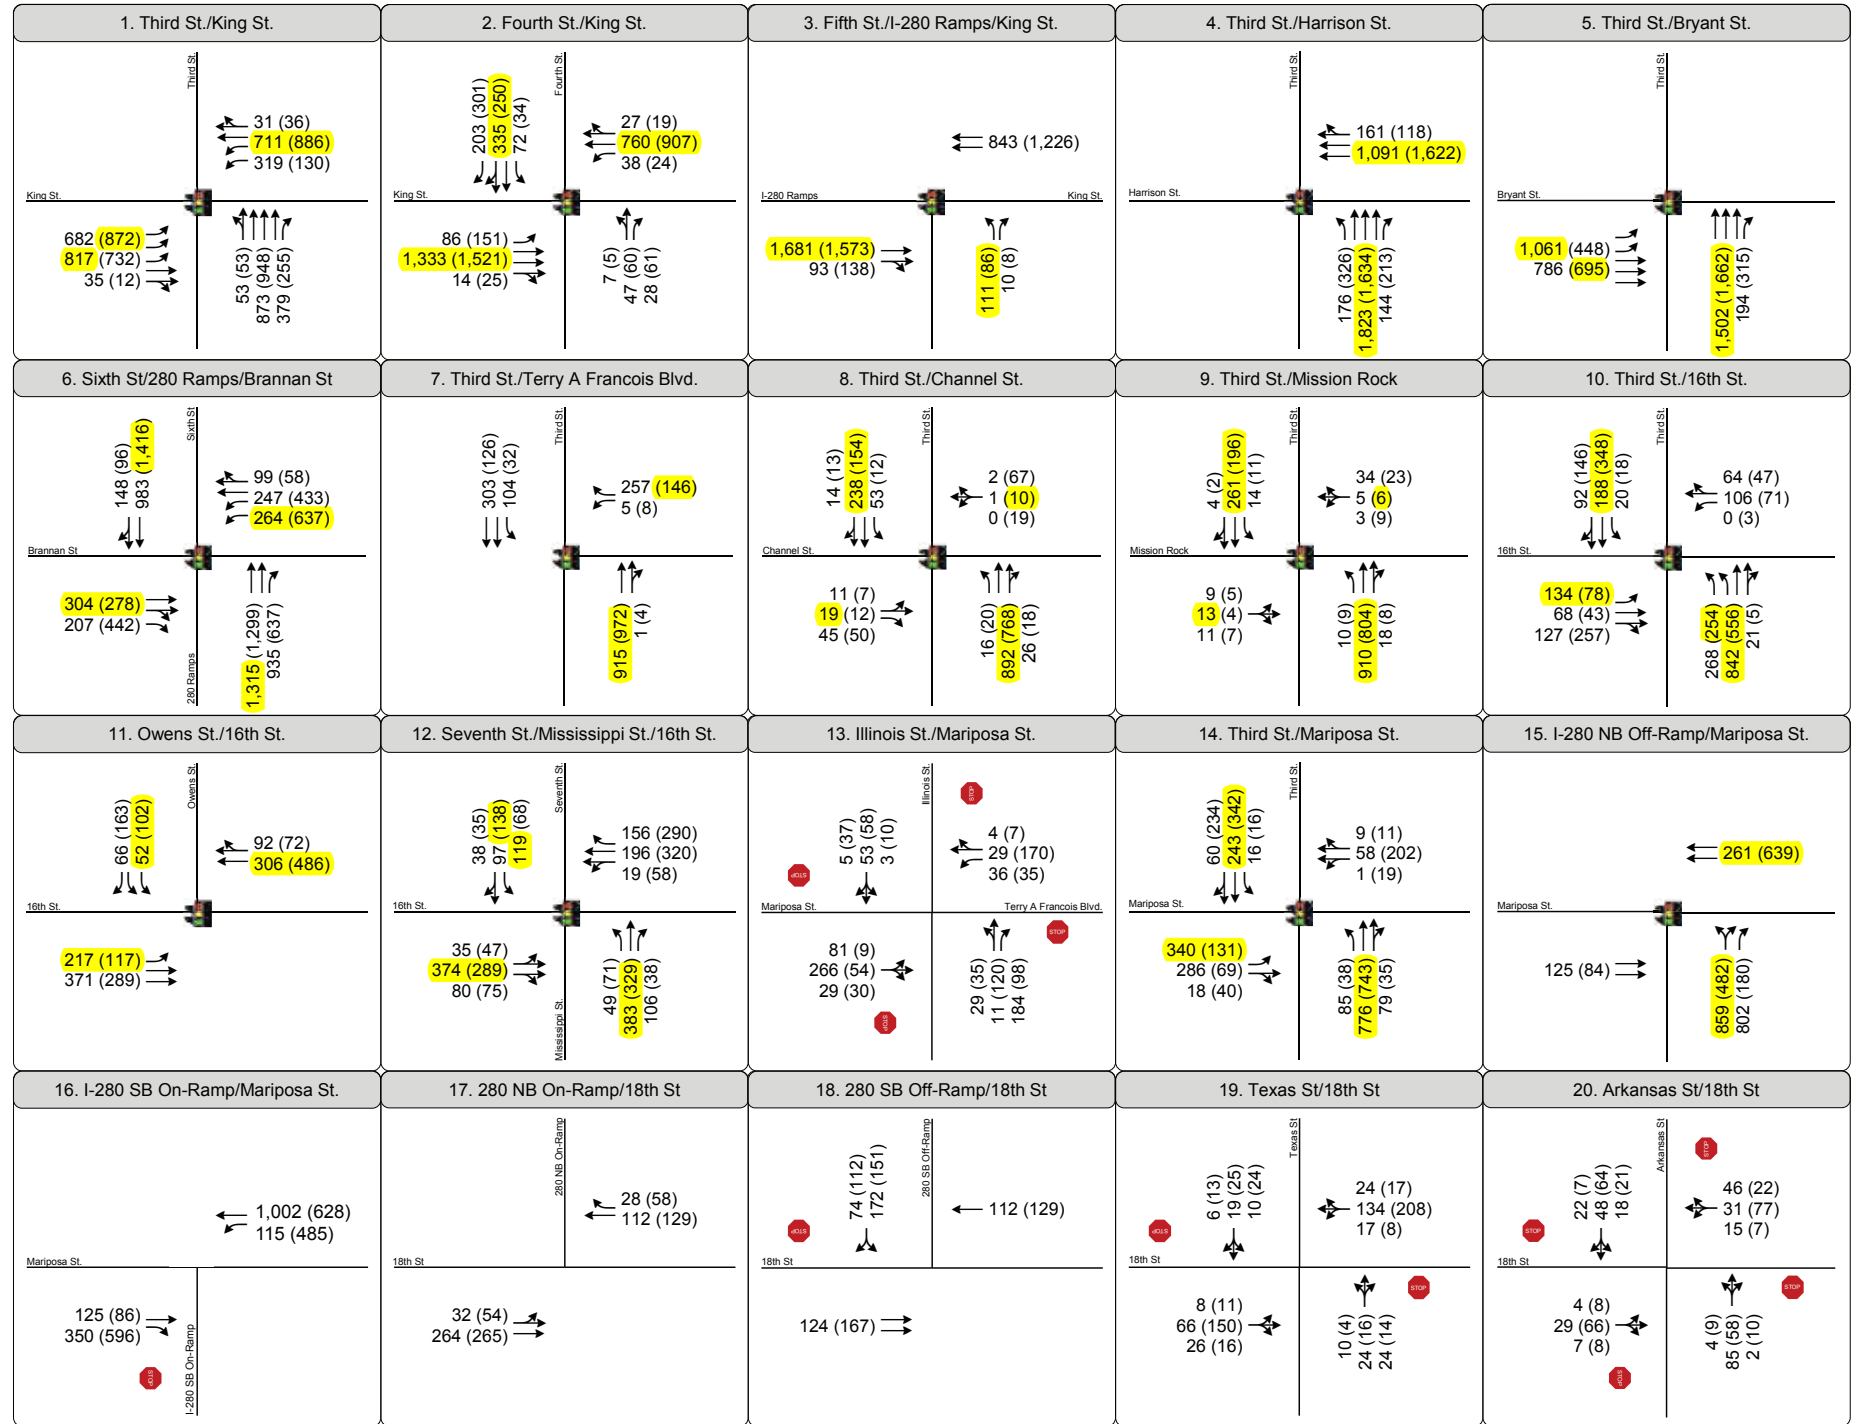 1. Third St./King St.
Third St.
31 (36)
711 (886)
319 (130)
King St.
682 (872)
817 (732)
35 (12)
53 (53)
873 (948)
379 (255)
2. Fourth St./King St.
Fourth St.
203 (301)
335 (250)
72 (34)
27 (19)
760 (907)
38 (24)
King St.
86 (151)
1,333 (1,521)
14 (25)
7 (5)
47 (60)
28 (61)
3. Fifth St./I-280 Ramps/King St.
843 (1,226)
I-280 Ramps
King St.
1,681 (1,573)
93 (138)
111 (86)
10 (8)
4. Third St./Harrison St.
Third St.
161 (118)
1,091 (1,622)
Harrison St.
176 (326)
1,823 (1,634)
144 (213)
5. Third St./Bryant St.
Third St.
Bryant St.
1,061 (448)
786 (695)
1,502 (1,662)
194 (315)
6. Sixth St/280 Ramps/Brannan St
Sixth St
148 (96)
983 (1,416)
99 (58)
247 (433)
264 (637)
Brannan St
304 (278)
207 (442)
280 Ramps
1,315 (1,299)
935 (637)
7. Third St./Terry A Francois Blvd.
Third St.
303 (126)
104 (32)
257 (146)
5 (8)
915 (972)
1 (4)
8. Third St./Channel St.
Third St.
14 (13)
238 (154)
53 (12)
2 (67)
1 (10)
0 (19)
Channel St.
11 (7)
19 (12)
45 (50)
16 (20)
892 (768)
26 (18)
9. Third St./Mission Rock
Third St.
4 (2)
261 (196)
14 (11)
34 (23)
5 (6)
3 (9)
Mission Rock
9 (5)
13 (4)
11 (7)
10 (9)
910 (804)
18 (8)
10. Third St./16th St.
Third St.
92 (146)
188 (348)
20 (18)
64 (47)
106 (71)
0 (3)
16th St.
134 (78)
68 (43)
127 (257)
268 (254)
842 (556)
21 (5)
11. Owens St./16th St.
Owens St.
66 (163)
52 (102)
92 (72)
306 (486)
16th St.
217 (117)
371 (289)
12. Seventh St./Mississippi St./16th St.
Seventh St.
38 (35)
97 (138)
119 (68)
156 (290)
196 (320)
19 (58)
16th St.
35 (47)
374 (289)
80 (75)
Mississippi St.
49 (71)
383 (329)
106 (38)
13. Illinois St./Mariposa St.
Illinois St.
STOP
5 (37)
53 (58)
3 (10)
4 (7)
29 (170)
36 (35)
STOP
Mariposa St.
Terry A Francois Blvd.
STOP
81 (9)
266 (54)
29 (30)
STOP
29 (35)
11 (120)
184 (98)
14. Third St./Mariposa St.
Third St.
60 (234)
243 (342)
16 (16)
9 (11)
58 (202)
1 (19)
Mariposa St.
340 (131)
286 (69)
18 (40)
85 (38)
776 (743)
79 (35)
15. I-280 NB Off-Ramp/Mariposa St.
261 (639)
Mariposa St.
125 (84)
859 (482)
802 (180)
16. I-280 SB On-Ramp/Mariposa St.
1,002 (628)
115 (485)
Mariposa St.
125 (86)
350 (596)
STOP
I-280 SB On-Ramp
17. 280 NB On-Ramp/18th St
280 NB On-Ramp
28 (58)
112 (129)
18th St
32 (54)
264 (265)
18. 280 SB Off-Ramp/18th St
280 SB Off-Ramp
74 (112)
172 (151)
112 (129)
STOP
18th St
124 (167)
19. Texas St/18th St
Texas St
6 (13)
19 (25)
10 (24)
24 (17)
134 (208)
17 (8)
STOP
18th St
STOP
8 (11)
66 (150)
26 (16)
10 (4)
24 (16)
24 (14)
20. Arkansas St/18th St
Arkansas St
STOP
22 (7)
48 (64)
18 (21)
46 (22)
31 (77)
15 (7)
STOP
18th St
STOP
4 (8)
29 (66)
7 (8)
STOP
4 (9)
85 (58)
2 (10)